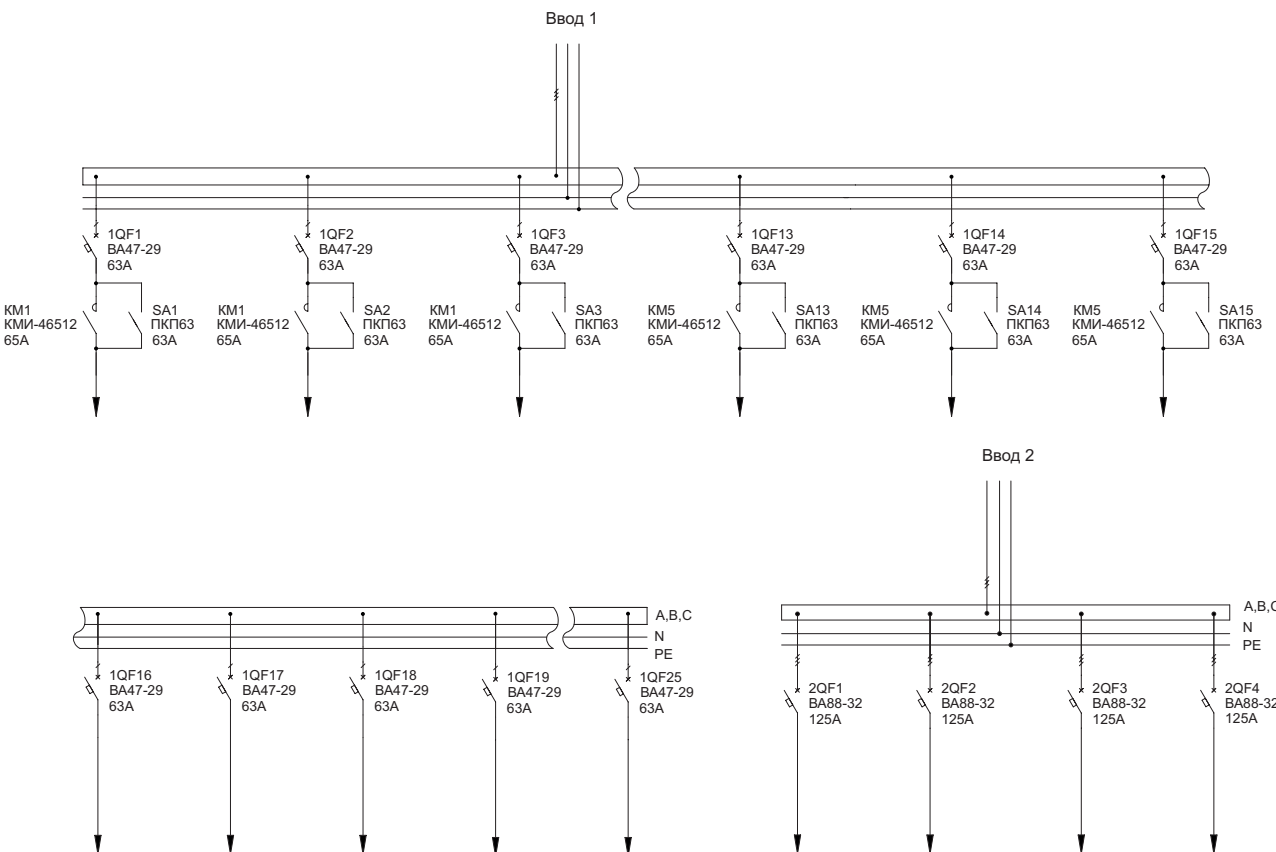 Ввод 1
1QF1
ВА47-29
63А
1QF2
ВА47-29
63А
1QF3
ВА47-29
63А
1QF13
ВА47-29
63А
1QF14
ВА47-29
63А
1QF15
ВА47-29
63А
КМ1
КМИ-46512
65А
SA1
ПКП63
63А
КМ1
КМИ-46512
65А
SA2
ПКП63
63А
КМ1
КМИ-46512
65А
SA3
ПКП63
63А
КМ5
КМИ-46512
65А
SA13
ПКП63
63А
КМ5
КМИ-46512
65А
SA14
ПКП63
63А
КМ5
КМИ-46512
65А
SA15
ПКП63
63А
Ввод 2
A,B,C
N
PE
1QF16
ВА47-29
63А
1QF17
ВА47-29
63А
1QF18
ВА47-29
63А
1QF19
ВА47-29
63А
1QF25
ВА47-29
63А
A,B,C
N
PE
2QF1
ВА88-32
125А
2QF2
ВА88-32
125А
2QF3
ВА88-32
125А
2QF4
ВА88-32
125А